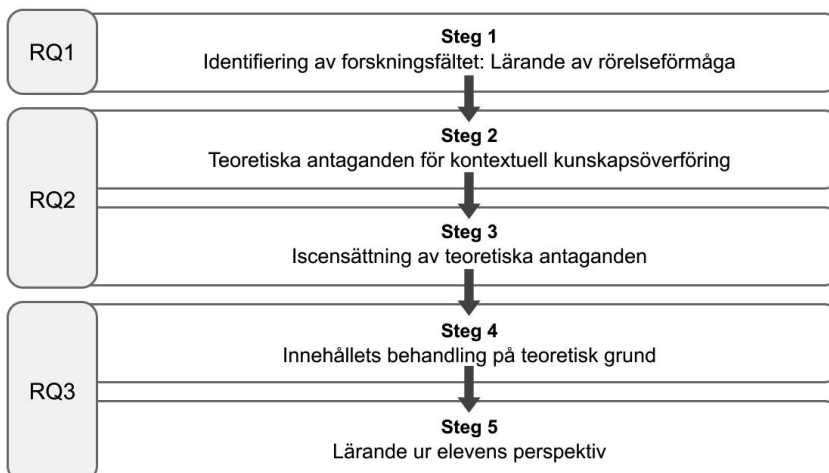 RQ1
Steg 1
Identifiering av forskningsfältet: Lärande av rörelseförmåga
RQ2
Steg 2
Teoretiska antaganden för kontextuell kunskapsöverföring
Steg 3
Iscensättning av teoretiska antaganden
RQ3
Steg 4
Innehållets behandling på teoretisk grund
Steg 5
Lärande ur elevens perspektiv